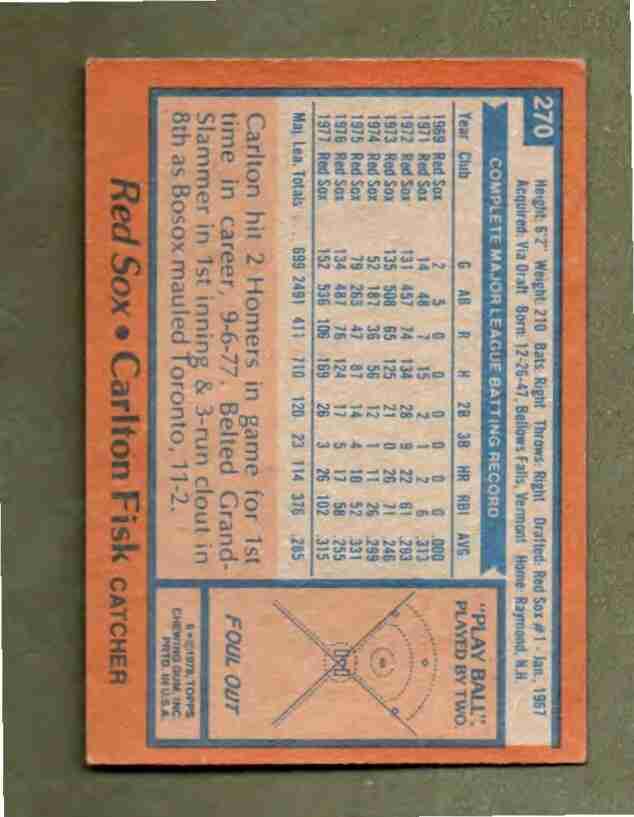 270
Height: 6'2" Weight: 210 Bats: Right Throws: Right Drafted: Red Sox #1 - Jan., 1967
Acquired: Via Draft Born: 12-26-47, Bellows Falls, Vermont Home: Raymond, N.H.
COMPLETE MAJOR LEAGUE BATTING RECORD
Year Club G AB R H 2B 3B HR RBI AVG.
1969 Red Sox 2 5 0 0 0 0 0 0 .000
1971 Red Sox 14 48 7 15 2 1 2 6 .313
1972 Red Sox 131 457 74 134 28 9 22 61 .293
1973 Red Sox 135 508 65 125 21 0 26 71 .246
1974 Red Sox 52 187 36 56 12 1 11 26 .299
1975 Red Sox 79 263 47 87 14 4 10 52 .331
1976 Red Sox 134 487 76 124 17 5 17 58 .255
1977 Red Sox 152 536 106 169 26 3 26 102 .315
Maj. Lea. Totals 699 2491 411 710 120 23 114 376 .285
Carlton hit 2 Homers in game for 1st
time in career, 9-6-77. Belted Grand-
Slammer in 1st inning & 3-run clout in
8th as Bosox mauled Toronto, 11-2.
Red Sox • Carlton Fisk CATCHER
"PLAY BALL"
PLAYED BY TWO.
FOUL OUT
©1978, TOPPS
CHEWING GUM, INC.
PRTD. IN U.S.A.